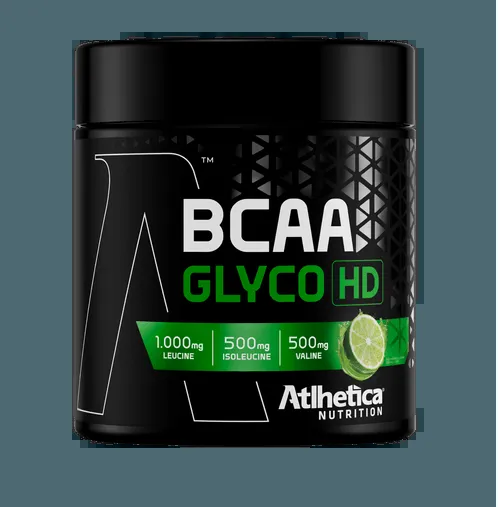 ™
BCAA
GLYCO HD
1.000mg 500mg 500mg
LEUCINE ISOLEUCINE VALINE
Atlhetica®
NUTRITION